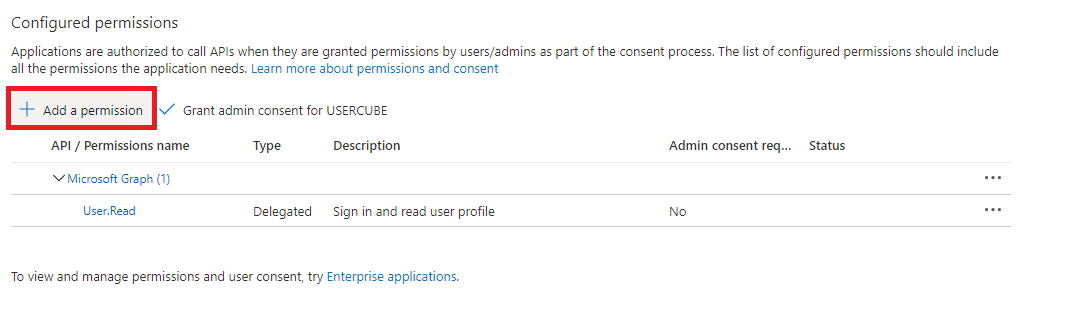 Configured permissions
Applications are authorized to call APIs when they are granted permissions by users/admins as part of the consent process. The list of configured permissions should include
all the permissions the application needs. Learn more about permissions and consent
Add a permission Grant admin consent for USERCUBE
API / Permissions name Type Description Admin consent req... Status
Microsoft Graph (1) ...
User.Read Delegated Sign in and read user profile No ...
To view and manage permissions and user consent, try Enterprise applications.